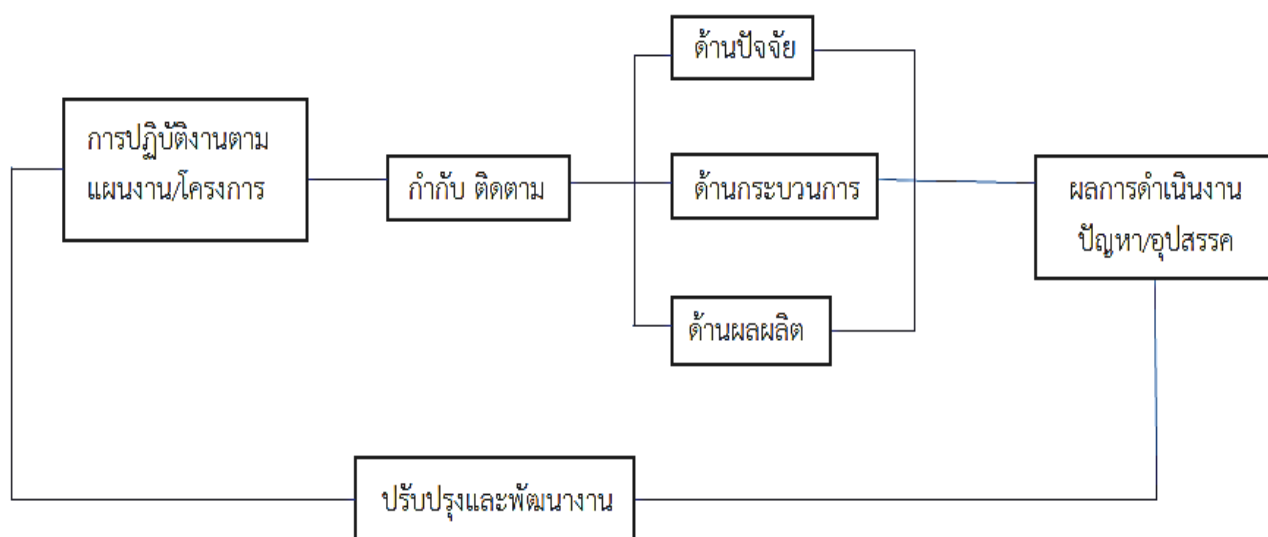 การปฏิบัติงานตาม
แผนงาน/โครงการ
กำกับ ติดตาม
ด้านปัจจัย
ด้านกระบวนการ
ด้านผลผลิต
ผลการดำเนินงาน
ปัญหา/อุปสรรค
ปรับปรุงและพัฒนางาน